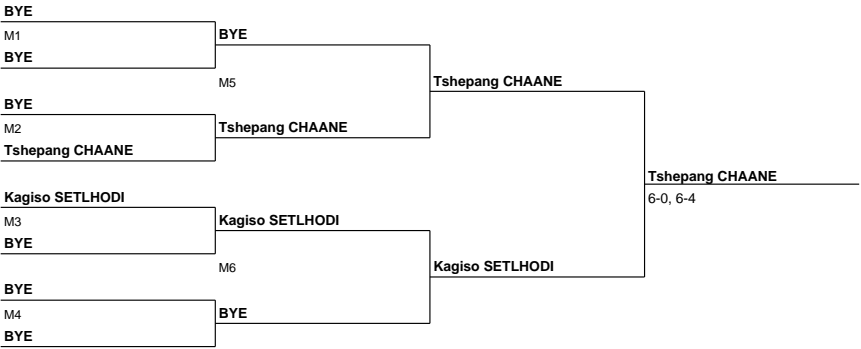 BYE
M1
BYE
BYE
M5
Tshepang CHAANE
BYE
M2
Tshepang CHAANE
Tshepang CHAANE
Tshepang CHAANE
6-0, 6-4
Kagiso SETLHODI
M3
Kagiso SETLHODI
BYE
M6
Kagiso SETLHODI
BYE
M4
BYE
BYE